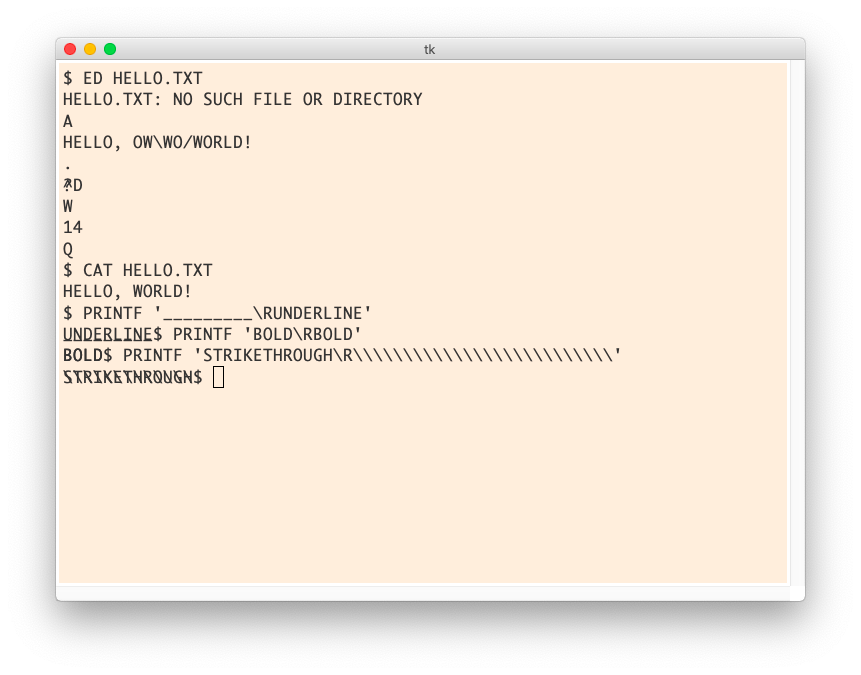 tk
$ ED HELLO.TXT
HELLO.TXT: NO SUCH FILE OR DIRECTORY
A
HELLO, OW\WO/WORLD!
.
?D
W
14
Q
$ CAT HELLO.TXT
HELLO, WORLD!
$ PRINTF '_________\RUNDERLINE'
UNDERLINE$ PRINTF 'BOLD\RBOLD'
BOLD$ PRINTF 'STRIKETHROUGH\R\\\\\\\\\\\\\\\\\\\\\\\\\\'
STRIKETHROUGH$